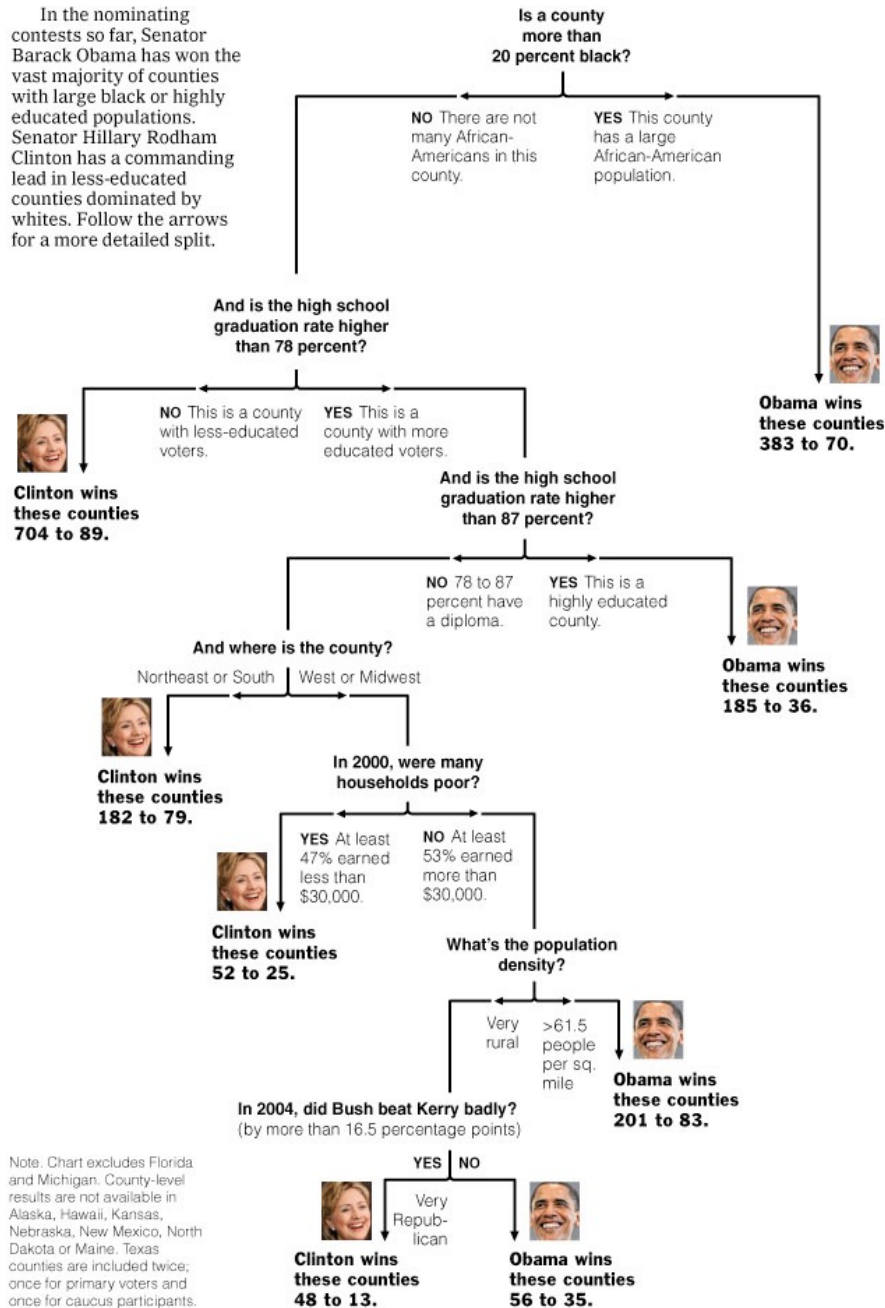 In the nominating
contests so far, Senator
Barack Obama has won the
vast majority of counties
with large black or highly
educated populations.
Senator Hillary Rodham
Clinton has a commanding
lead in less-educated
counties dominated by
whites. Follow the arrows
for a more detailed split.
Is a county
more than
20 percent black?
NO There are not
many African-
Americans in this
county.
YES This county
has a large
African-American
population.
And is the high school
graduation rate higher
than 78 percent?
Obama wins
these counties
383 to 70.
NO This is a county
with less-educated
voters.
YES This is a
county with more
educated voters.
Clinton wins
these counties
704 to 89.
And is the high school
graduation rate higher
than 87 percent?
NO 78 to 87
percent have
a diploma.
YES This is a
highly educated
county.
Obama wins
these counties
185 to 36.
And where is the county?
Northeast or South
West or Midwest
Clinton wins
these counties
182 to 79.
In 2000, were many
households poor?
YES At least
47% earned
less than
$30,000.
NO At least
53% earned
more than
$30,000.
Clinton wins
these counties
52 to 25.
What's the population
density?
Very
rural
>61.5
people
per sq.
mile
Obama wins
these counties
201 to 83.
In 2004, did Bush beat Kerry badly?
(by more than 16.5 percentage points)
YES
NO
Very
Repub-
lican
Clinton wins
these counties
48 to 13.
Obama wins
these counties
56 to 35.
Note. Chart excludes Florida
and Michigan. County-level
results are not available in
Alaska, Hawaii, Kansas,
Nebraska, New Mexico, North
Dakota or Maine. Texas
counties are included twice;
once for primary voters and
once for caucus participants.